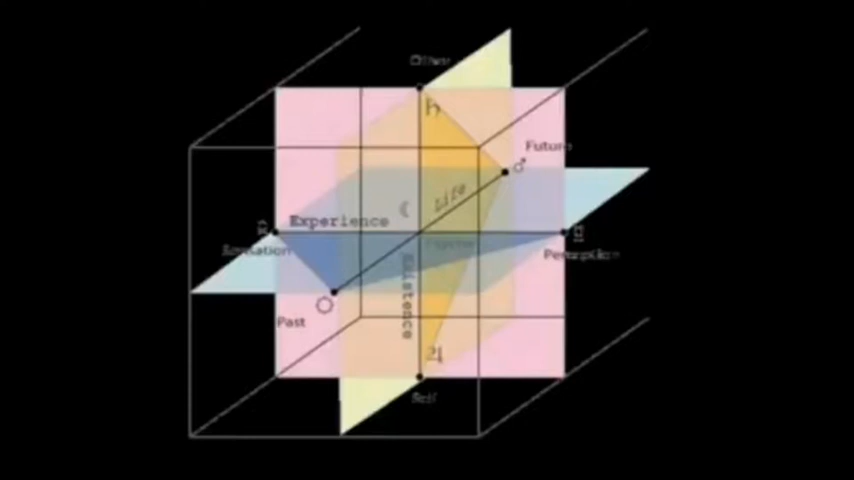 Other
Future
Life
Experience
Sensation
Perception
Existence
Past
Self